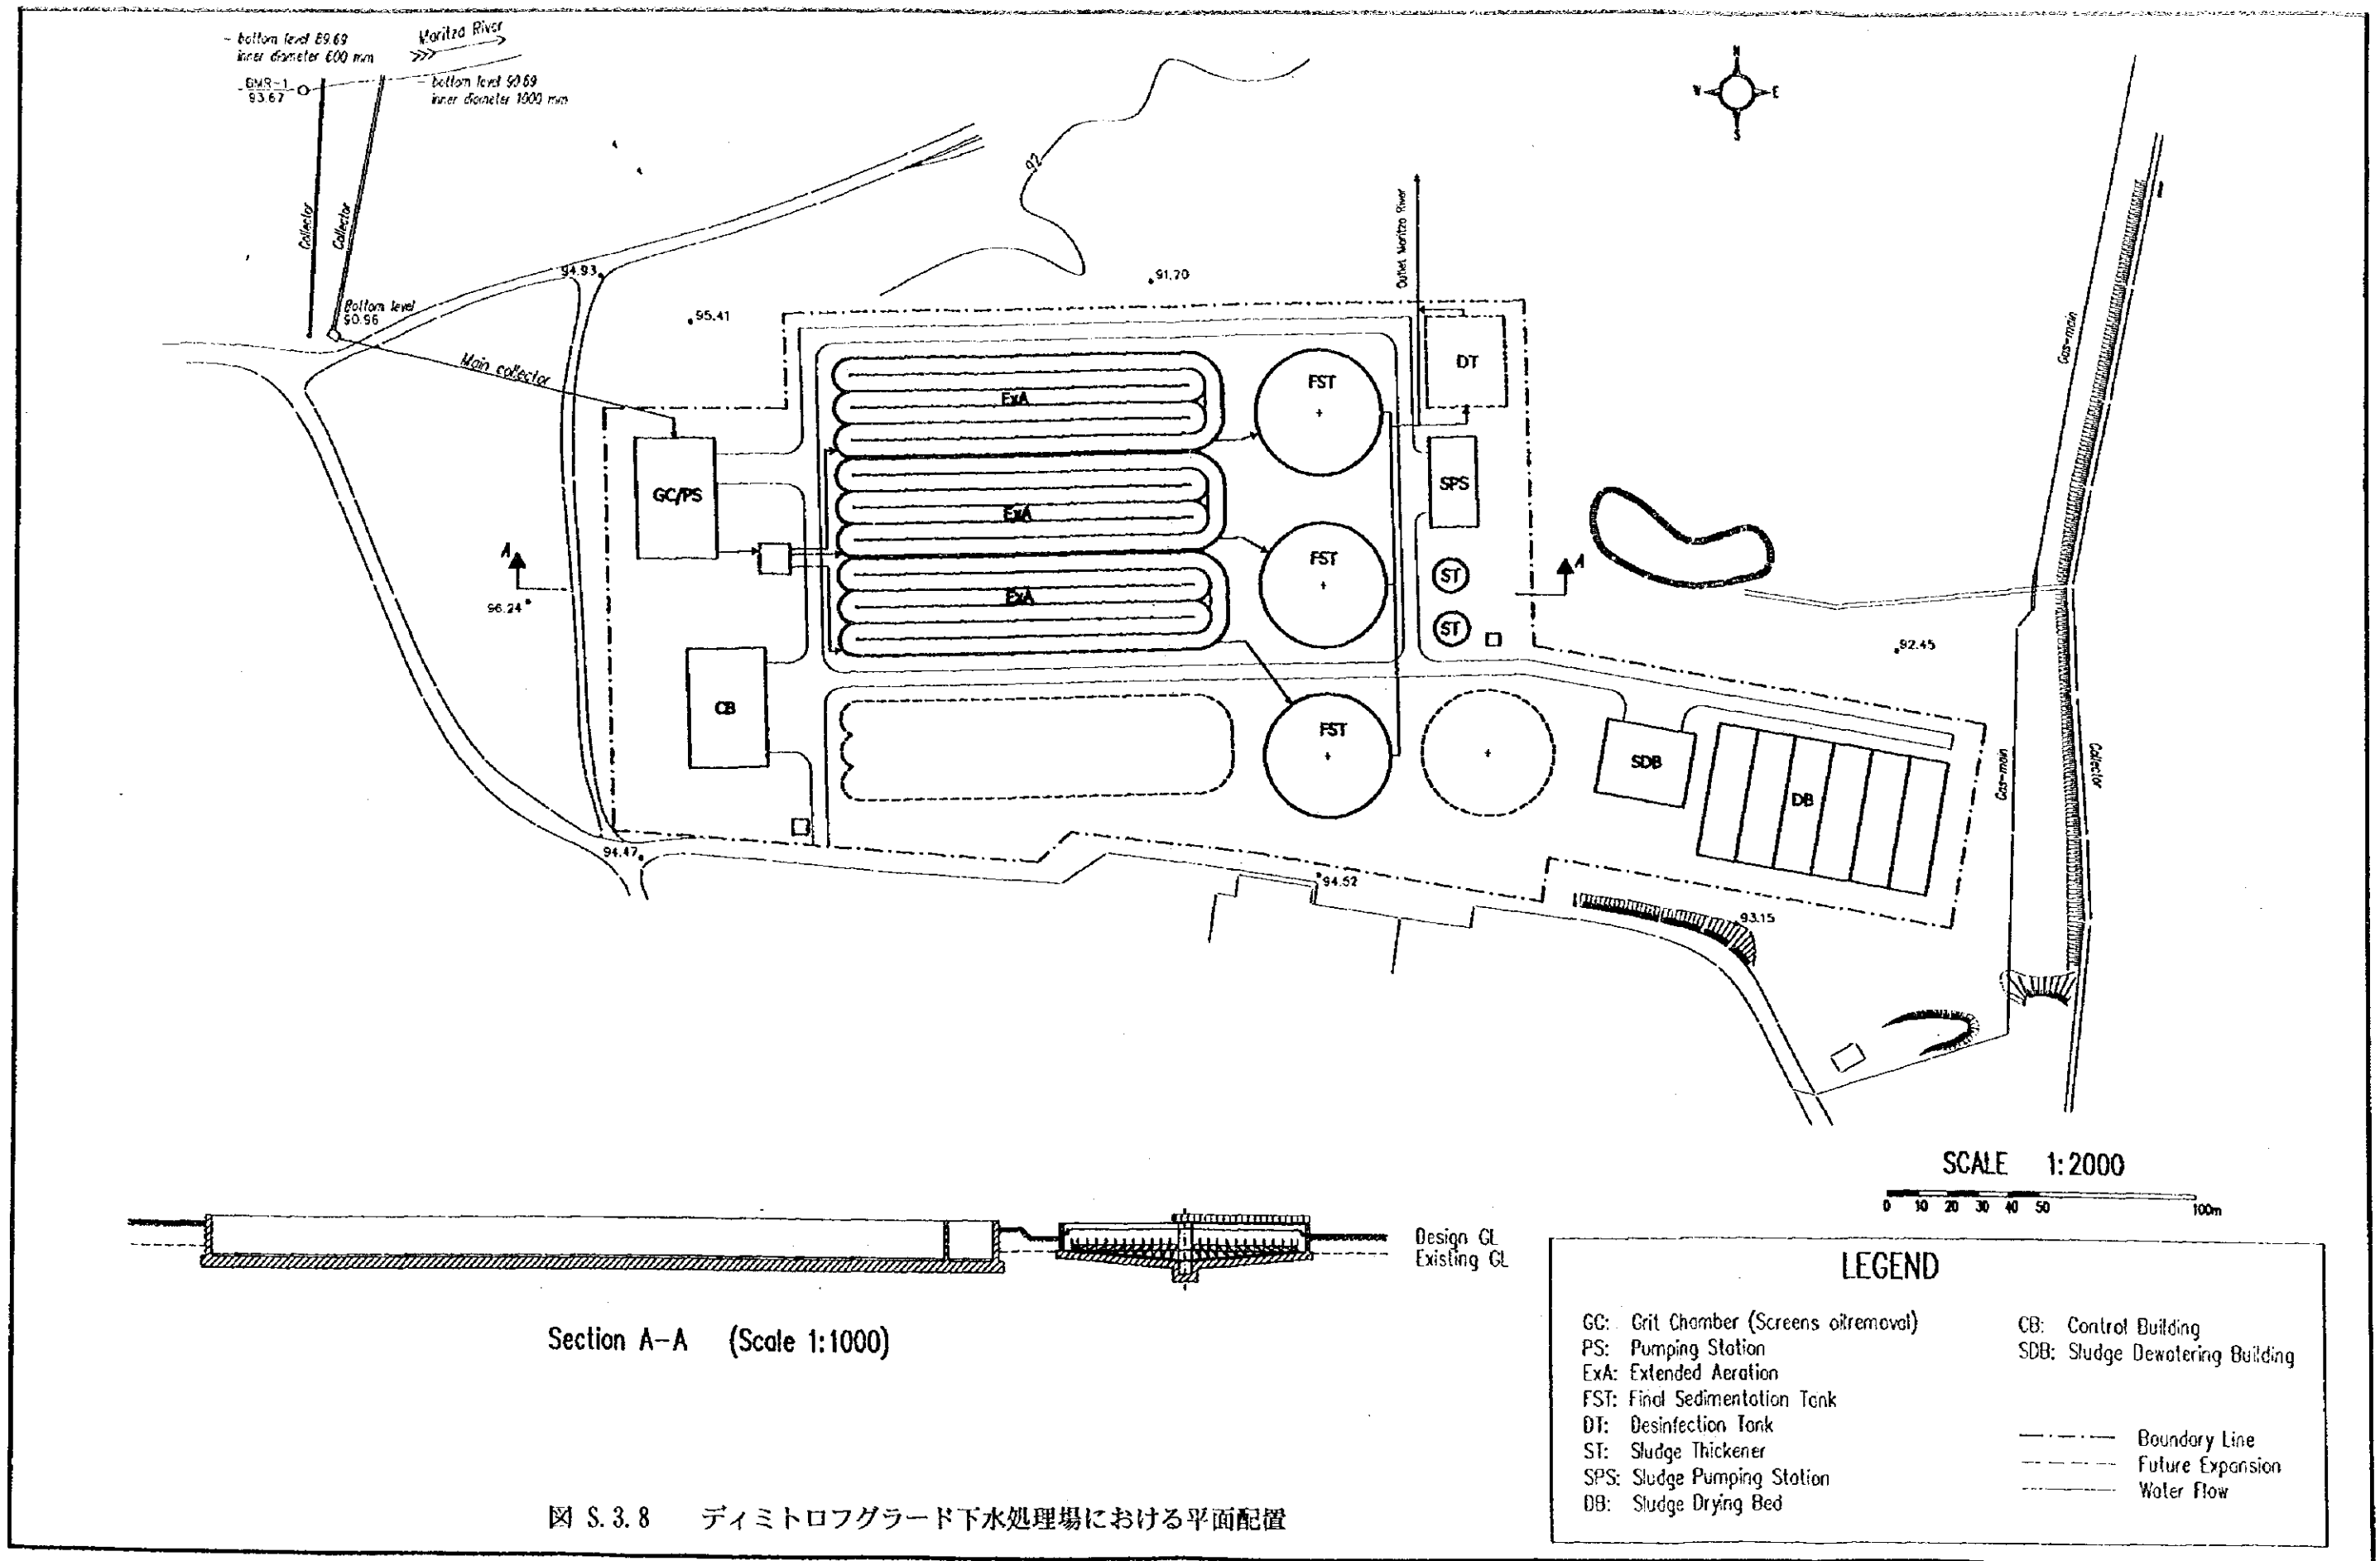 - bottom level 89.69
inner diameter 600 mm
Moritza River
BMR-1
93.67
- bottom level 90.69
inner diameter 1000 mm
N
W
E
S
92
Collector
Collector
Outlet Moritza River
94.93
91.70
Bottom level
90.96
95.41
Main collector
Gas-main
DT
FST
ExA
GC/PS
SPS
ExA
A
FST
ST
A
96.24
ExA
ST
92.45
CB
FST
SDB
DB
Gas-main
Collector
94.47
94.52
93.15
SCALE 1:2000
0 10 20 30 40 50 100m
Design GL
Existing GL
Section A-A (Scale 1:1000)
LEGEND
GC: Grit Chamber (Screens oilremoval)
PS: Pumping Station
ExA: Extended Aeration
FST: Final Sedimentation Tank
DT: Desinfection Tank
ST: Sludge Thickener
SPS: Sludge Pumping Station
DB: Sludge Drying Bed
CB: Control Building
SDB: Sludge Dewatering Building
Boundary Line
Future Expansion
Water Flow
図 S.3.8 ディミトロフグラード下水処理場における平面配置